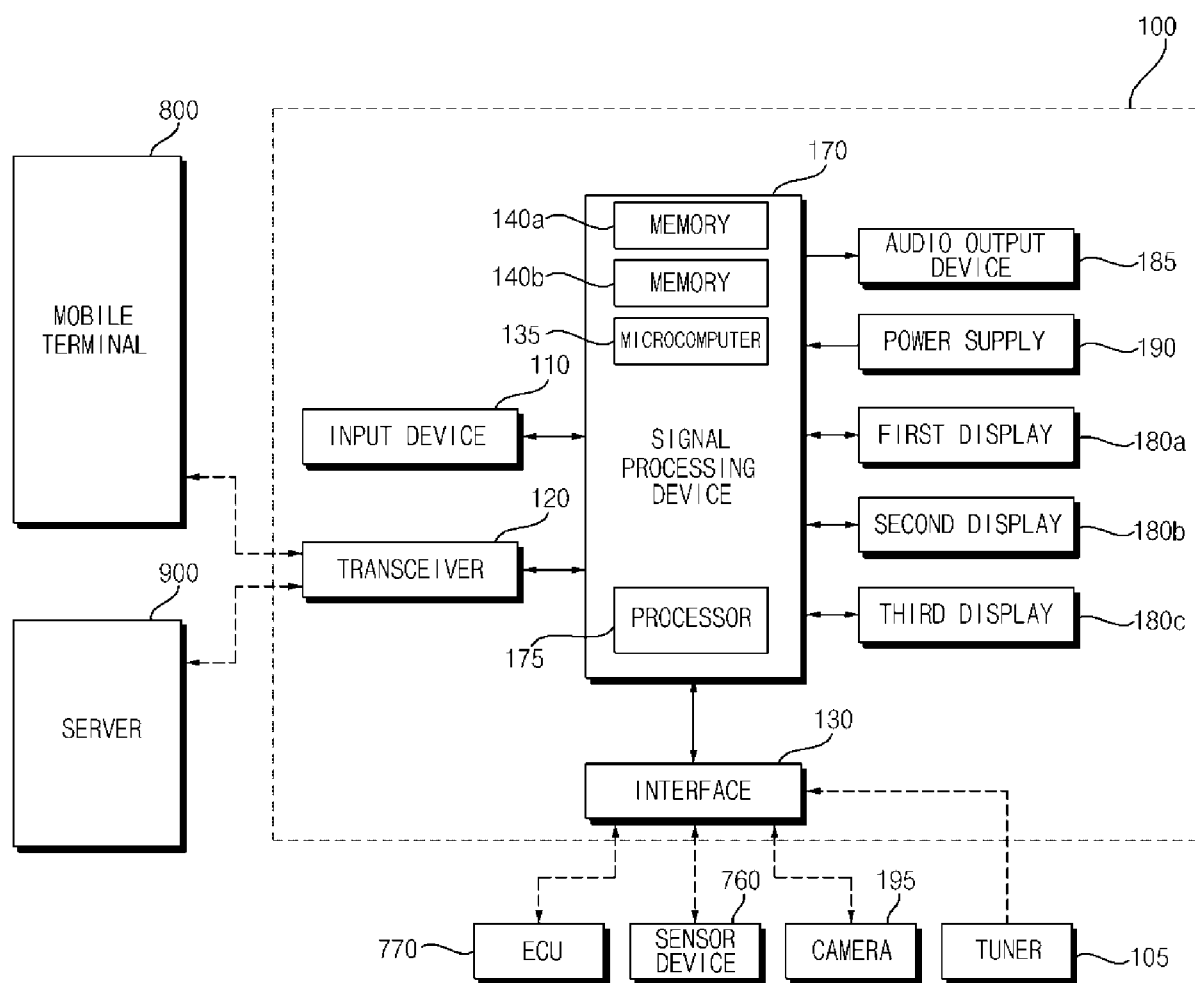 100
800
170
140a
MEMORY
AUDIO OUTPUT
DEVICE
185
140b
MEMORY
MOBILE
TERMINAL
135
MICROCOMPUTER
POWER SUPPLY
190
110
INPUT DEVICE
SIGNAL
PROCESSING
DEVICE
FIRST DISPLAY
180a
120
TRANSCEIVER
SECOND DISPLAY
180b
900
PROCESSOR
175
THIRD DISPLAY
180c
SERVER
130
INTERFACE
760
195
770
ECU
SENSOR
DEVICE
CAMERA
TUNER
105